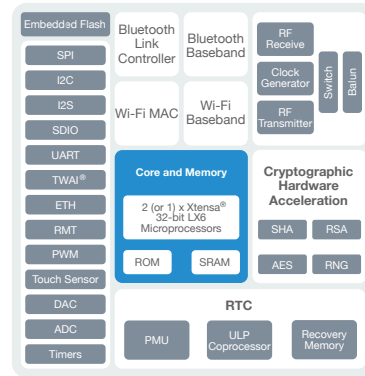 Embedded Flash
SPI
I2C
I2S
SDIO
UART
TWAI®
ETH
RMT
PWM
Touch Sensor
DAC
ADC
Timers
Bluetooth
Link
Controller
Bluetooth
Baseband
Wi-Fi MAC
Wi-Fi
Baseband
RF
Receive
Clock
Generator
RF
Transmitter
Switch
Balun
Core and Memory
2 (or 1) x Xtensa®
32-bit LX6
Microprocessors
ROM
SRAM
Cryptographic
Hardware
Acceleration
SHA
RSA
AES
RNG
RTC
PMU
ULP
Coprocessor
Recovery
Memory